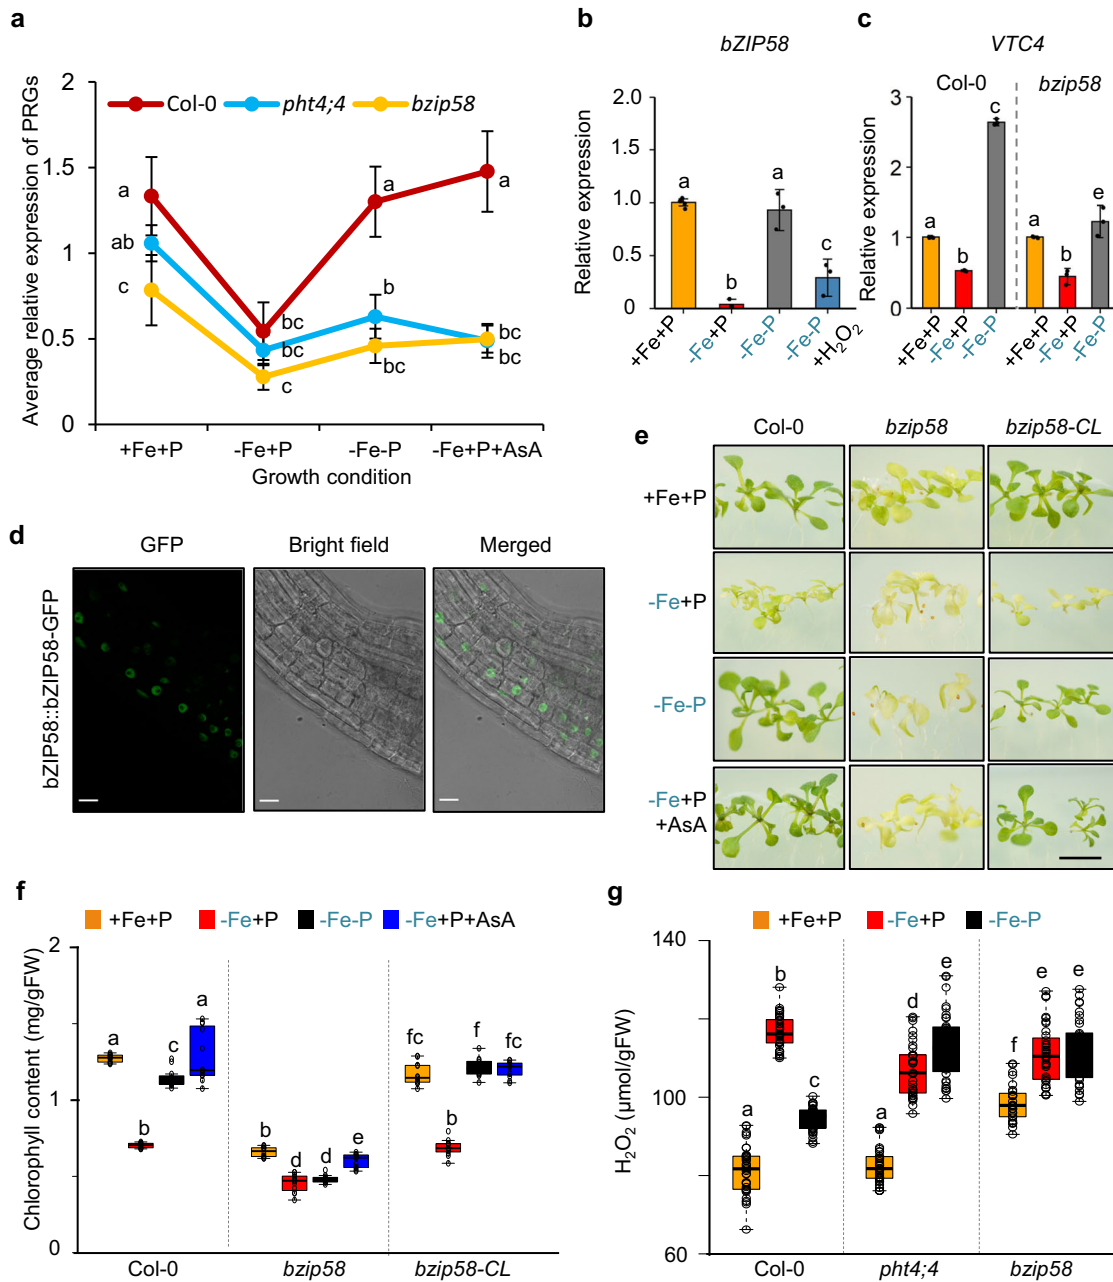 a
Average relative expression of PRGs
2
1.5
1
0.5
0
Col-0 pht4;4 bzip58
a
ab
c
bc
bc
c
a
b
bc
a
bc
bc
+Fe+P -Fe+P -Fe-P -Fe+P+AsA
Growth condition
b
bZIP58
Relative expression
2.0
1.5
1.0
0.5
0
a
b
a
c
+Fe+P
-Fe+P
-Fe-P
-Fe-P
+H₂O₂
c
VTC4
Col-0 bzip58
Relative expression
3
2
1
0
a
b
c
a
b
e
+Fe+P
-Fe+P
-Fe-P
+Fe+P
-Fe+P
-Fe-P
d
GFP Bright field Merged
bZIP58::bZIP58-GFP
e
Col-0 bzip58 bzip58-CL
+Fe+P
-Fe+P
-Fe-P
-Fe+P
+AsA
f
+Fe+P -Fe+P -Fe-P -Fe+P+AsA
Chlorophyll content (mg/gFW)
2
1
0
a
b
c
a
b
d
d
e
fc
b
f
fc
Col-0 bzip58 bzip58-CL
g
+Fe+P -Fe+P -Fe-P
H₂O₂ (μmol/gFW)
140
100
60
a
b
c
a
d
e
f
e
e
Col-0 pht4;4 bzip58